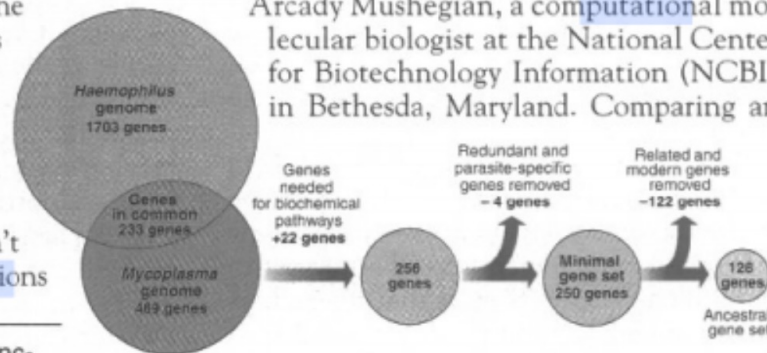 Arcady Mushegian, a computational mo-
lecular biologist at the National Cente
for Biotechnology Information (NCBI
in Bethesda, Maryland. Comparing an
Haemophilus
genome
1703 genes
Genes
in common
233 genes
Mycoplasma
genome
469 genes
Genes
needed
for biochemical
pathways
+22 genes
256
genes
Redundant and
parasite-specific
genes removed
– 4 genes
Minimal
gene set
250 genes
Related and
modern genes
removed
–122 genes
128
genes
Ancestra
gene set
n't
ions